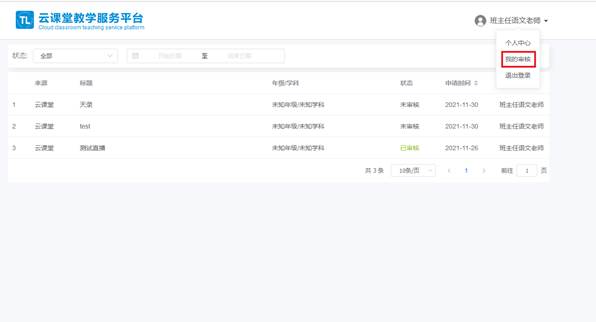 TL 云课堂教学服务平台
Cloud classroom teaching service platform
班主任语文老师
个人中心
我的审核
退出登录
状态: 全部 开始日期 至 结束日期
来源 标题 年级/学科 状态 申请时间
1 云课堂 天录 未知年级/未知学科 未审核 2021-11-30 班主任语文老师
2 云课堂 test 未知年级/未知学科 未审核 2021-11-30 班主任语文老师
3 云课堂 测试直播 未知年级/未知学科 已审核 2021-11-26 班主任语文老师
共 3 条 10条/页 1 前往 1 页